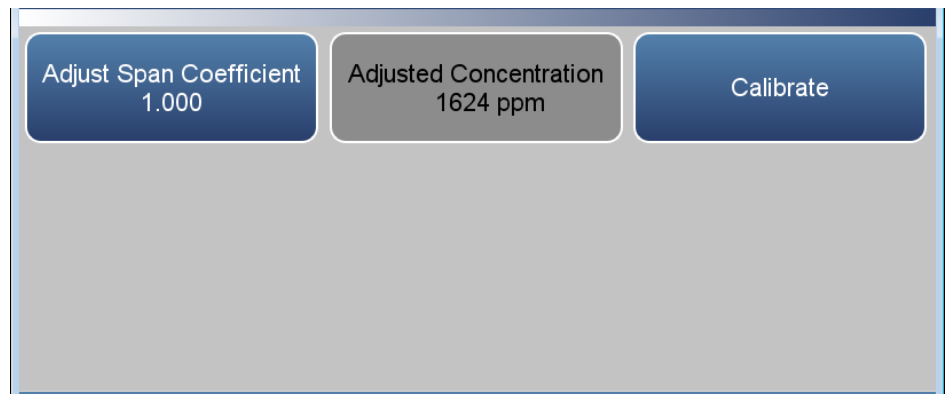 Adjust Span Coefficient
1.000
Adjusted Concentration
1624 ppm
Calibrate